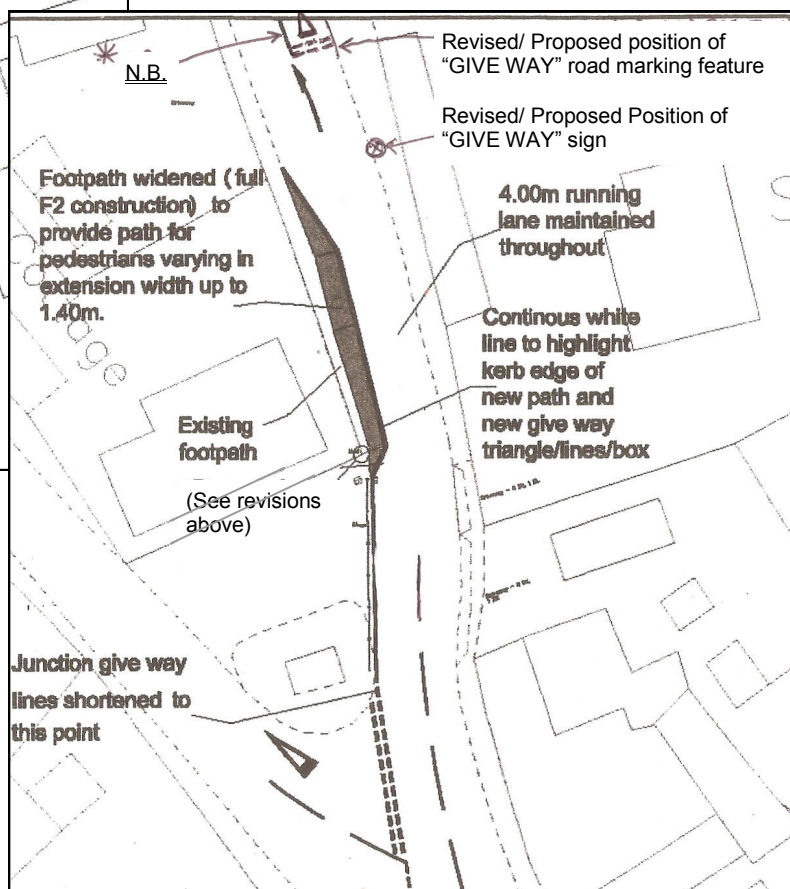 N.B.
Revised/ Proposed position of
“GIVE WAY” road marking feature
Revised/ Proposed Position of
“GIVE WAY” sign
Footpath widened (full
F2 construction) to
provide path for
pedestrians varying in
extension width up to
1.40m.
4.00m running
lane maintained
throughout
Continous white
line to highlight
kerb edge of
new path and
new give way
triangle/lines/box
Existing
footpath
(See revisions
above)
Junction give way
lines shortened to
this point